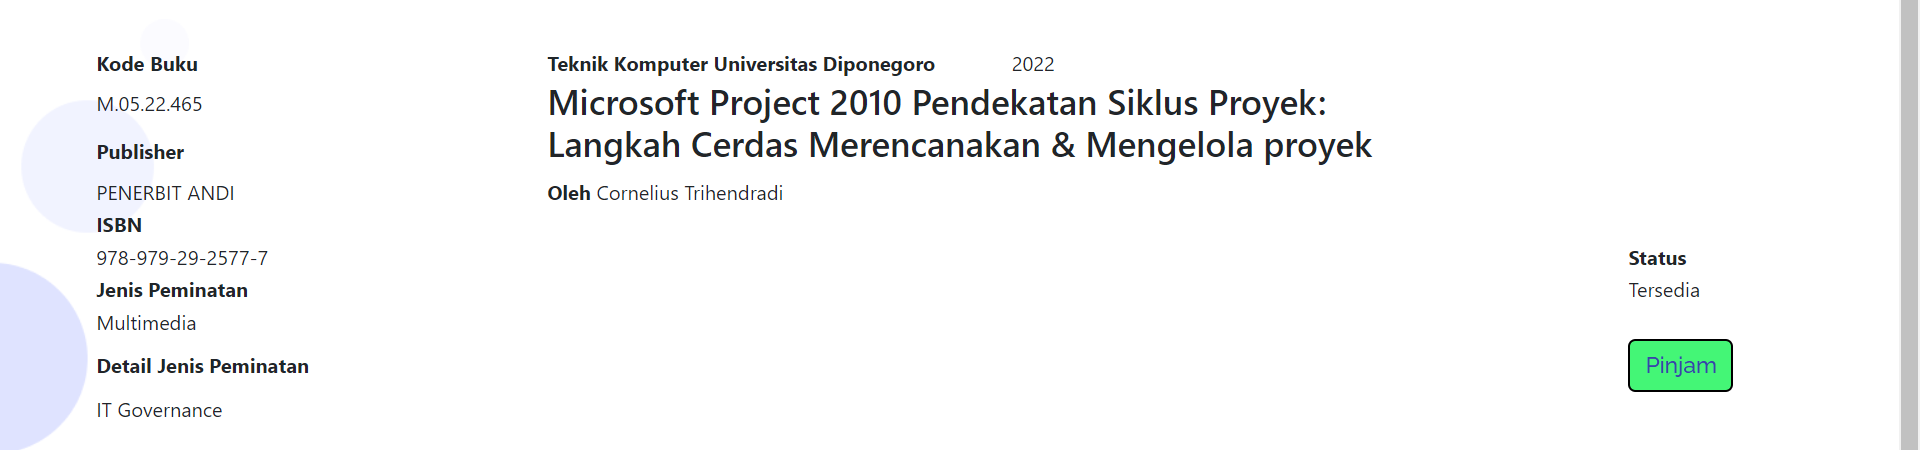 Kode Buku
M.05.22.465
Publisher
PENERBIT ANDI
ISBN
978-979-29-2577-7
Jenis Peminatan
Multimedia
Detail Jenis Peminatan
IT Governance
Teknik Komputer Universitas Diponegoro 2022
Microsoft Project 2010 Pendekatan Siklus Proyek:
Langkah Cerdas Merencanakan & Mengelola proyek
Oleh Cornelius Trihendradi
Status
Tersedia
Pinjam